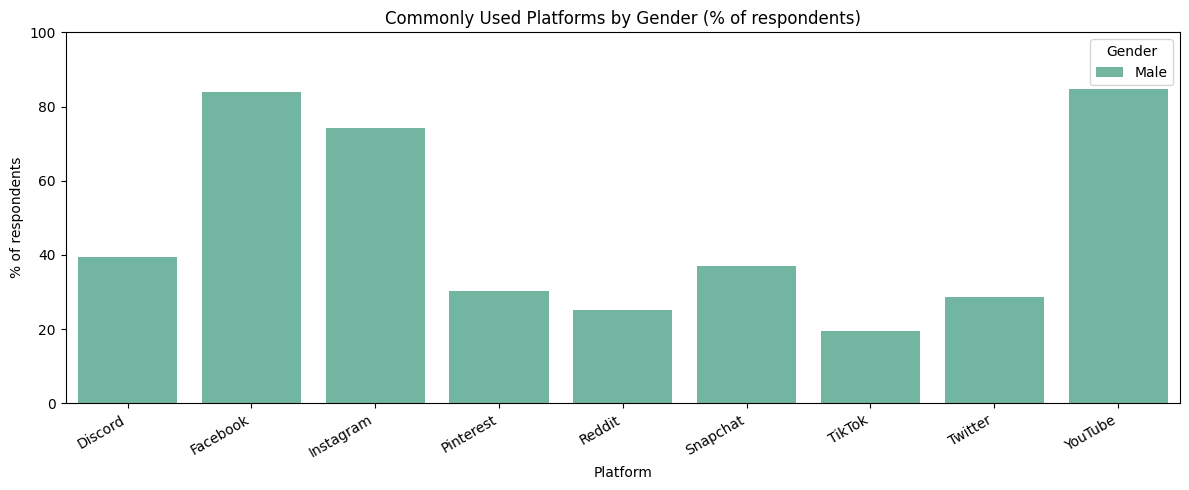 Commonly Used Platforms by Gender (% of respondents)
Gender
Male
100
80
60
40
20
0
% of respondents
Discord
Facebook
Instagram
Pinterest
Reddit
Snapchat
TikTok
Twitter
YouTube
Platform